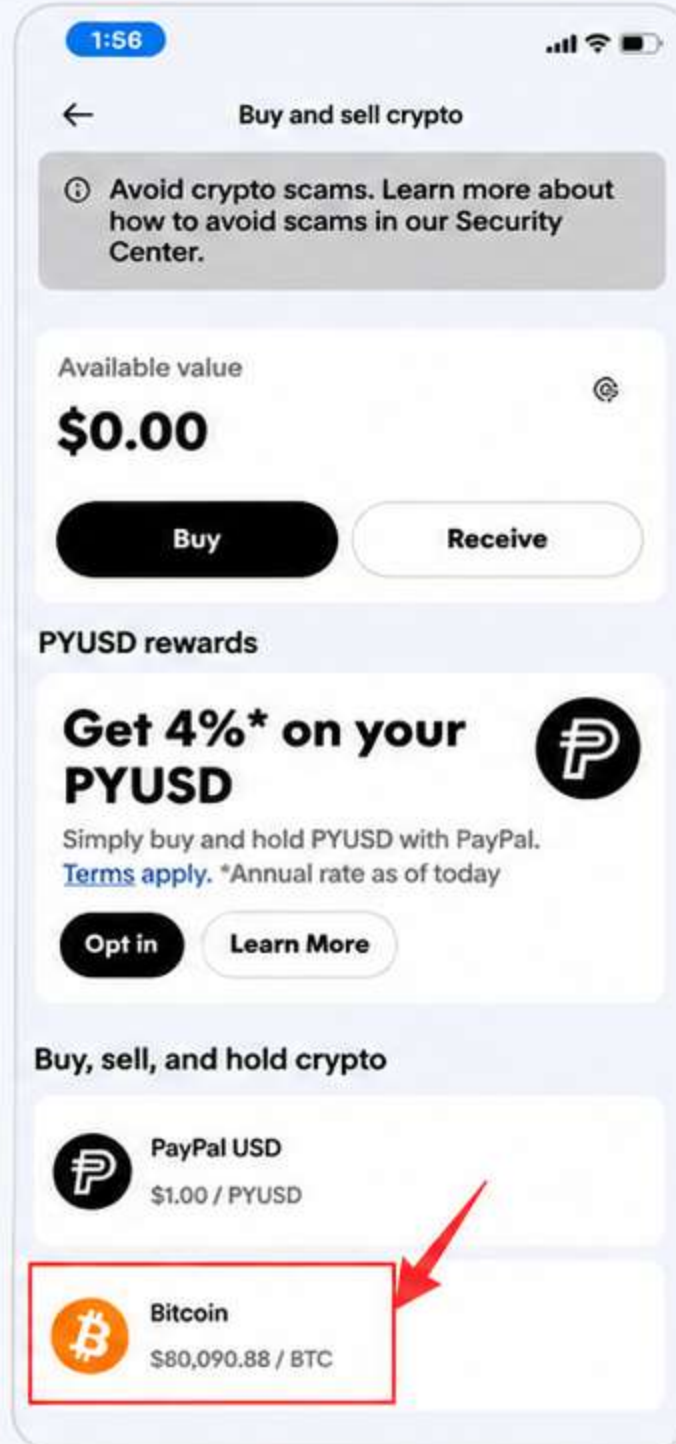 1:56
Buy and sell crypto
Avoid crypto scams. Learn more about
how to avoid scams in our Security
Center.
Available value
$0.00
Buy
Receive
PYUSD rewards
Get 4%* on your
PYUSD
Simply buy and hold PYUSD with PayPal.
Terms apply. *Annual rate as of today
Opt in
Learn More
Buy, sell, and hold crypto
PayPal USD
$1.00 / PYUSD
Bitcoin
$80,090.88 / BTC